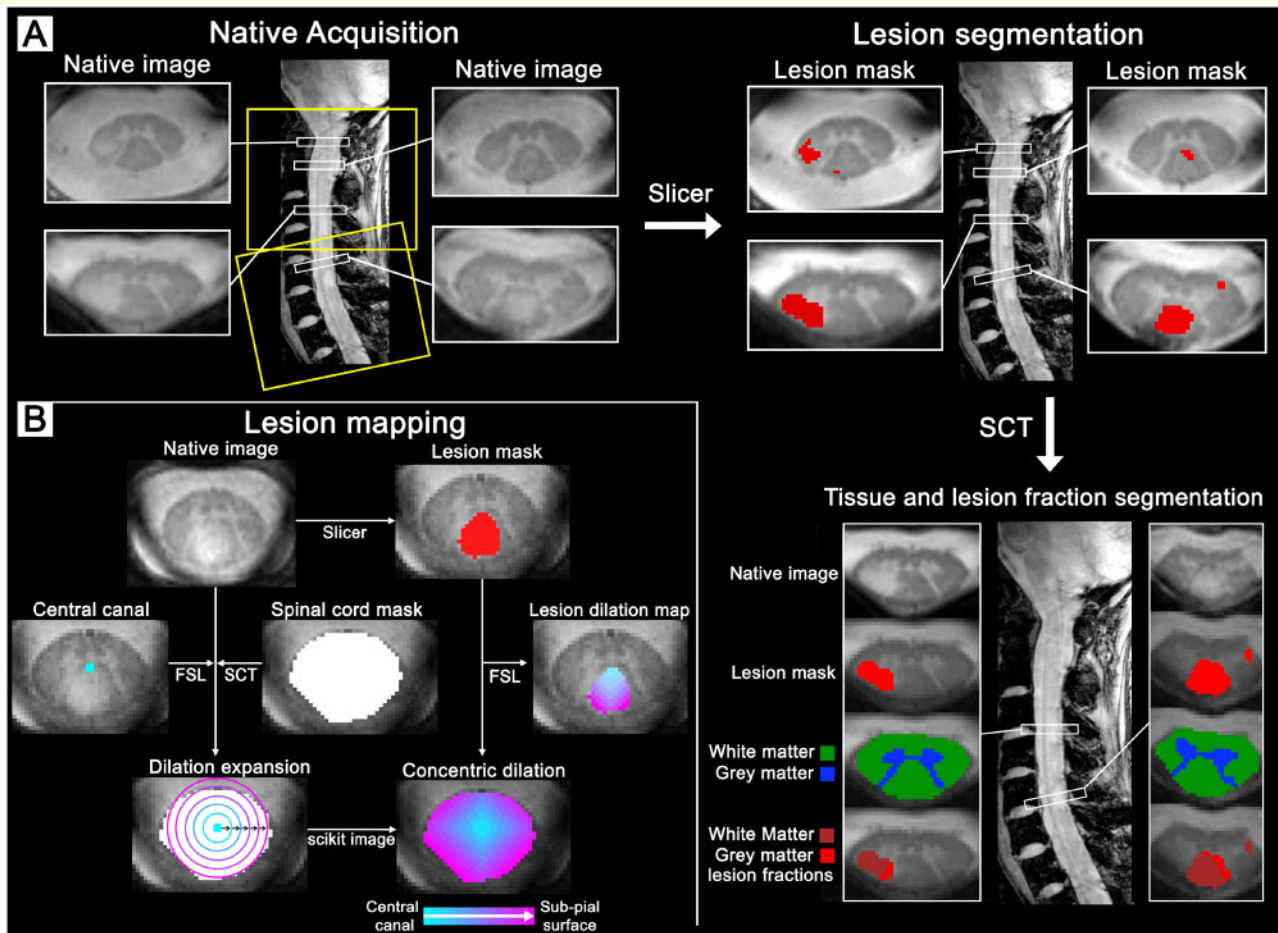 A
Native Acquisition
Native image
Native image
Slicer
Lesion segmentation
Lesion mask
Lesion mask
SCT
Tissue and lesion fraction segmentation
Native image
Lesion mask
White matter
Grey matter
White Matter
Grey matter
lesion fractions
B
Lesion mapping
Native image
Lesion mask
Slicer
Central canal
Spinal cord mask
Lesion dilation map
FSL
SCT
FSL
Dilation expansion
Concentric dilation
scikit image
Central
canal
Sub-pial
surface